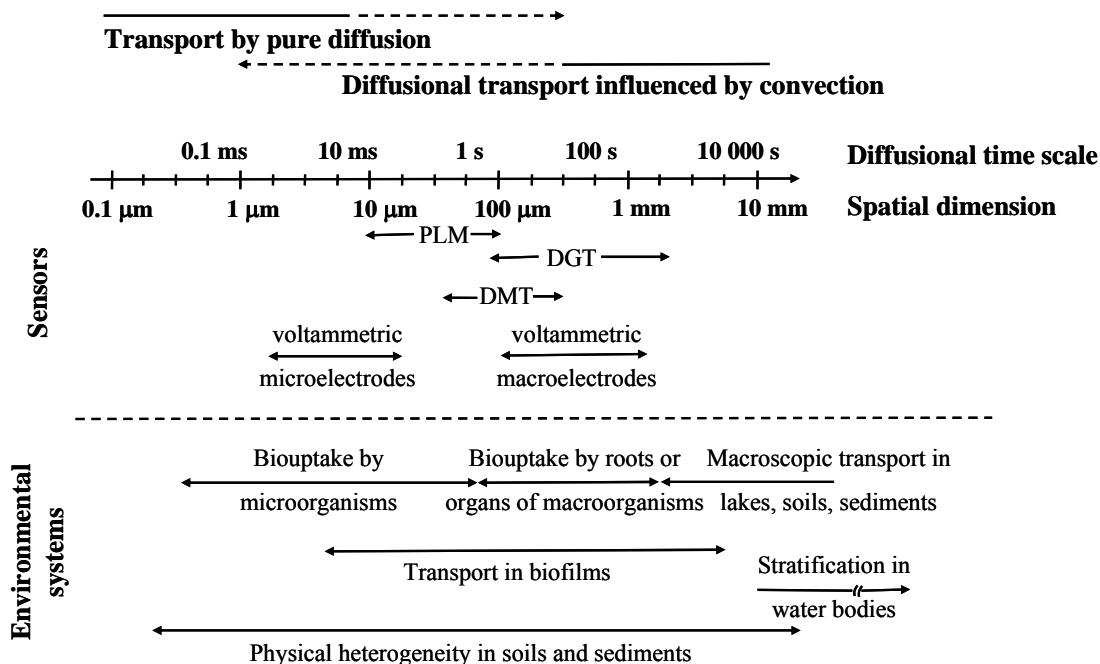 Transport by pure diffusion
Diffusional transport influenced by convection
0.1 ms 10 ms 1 s 100 s 10 000 s Diffusional time scale
0.1 μm 1 μm 10 μm 100 μm 1 mm 10 mm Spatial dimension
Sensors
PLM
DGT
DMT
voltammetric voltammetric
microelectrodes macroelectrodes
Environmental
systems
Biouptake by Biouptake by roots or Macroscopic transport in
microorganisms organs of macroorganisms lakes, soils, sediments
Transport in biofilms
Stratification in
water bodies
Physical heterogeneity in soils and sediments